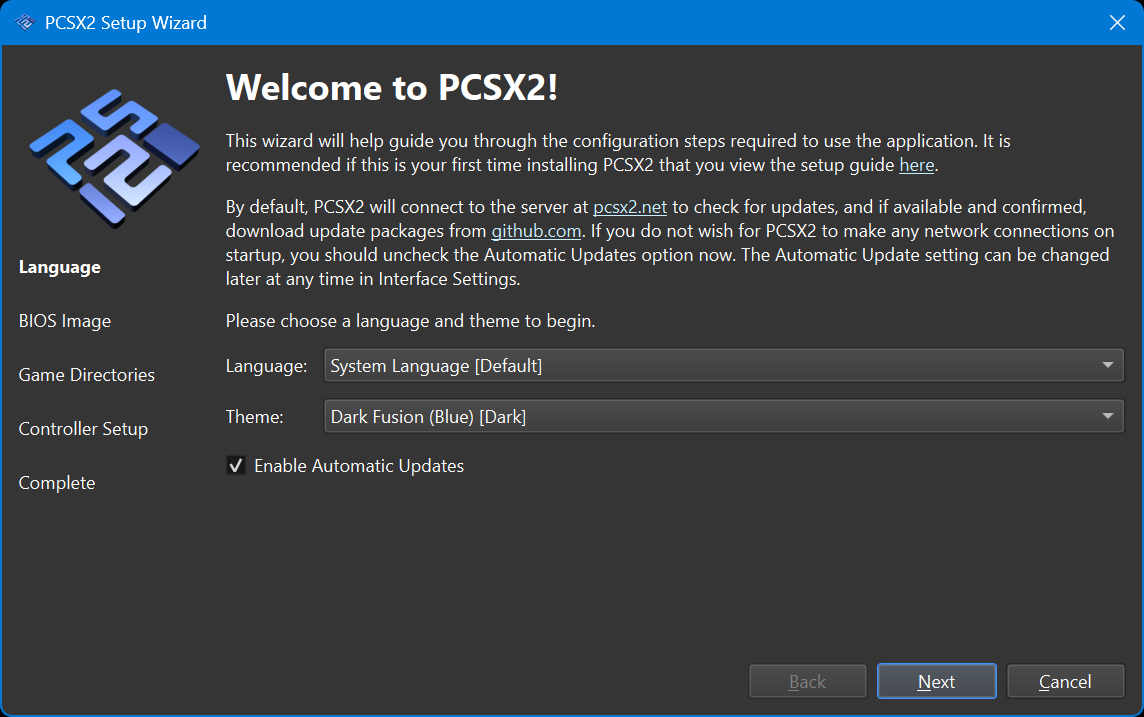 PCSX2 Setup Wizard
Welcome to PCSX2!
This wizard will help guide you through the configuration steps required to use the application. It is
recommended if this is your first time installing PCSX2 that you view the setup guide here.
By default, PCSX2 will connect to the server at pcsx2.net to check for updates, and if available and confirmed,
download update packages from github.com. If you do not wish for PCSX2 to make any network connections on
startup, you should uncheck the Automatic Updates option now. The Automatic Update setting can be changed
later at any time in Interface Settings.
Please choose a language and theme to begin.
Language
BIOS Image
Game Directories
Controller Setup
Complete
Language: System Language [Default]
Theme: Dark Fusion (Blue) [Dark]
Enable Automatic Updates
Back Next Cancel